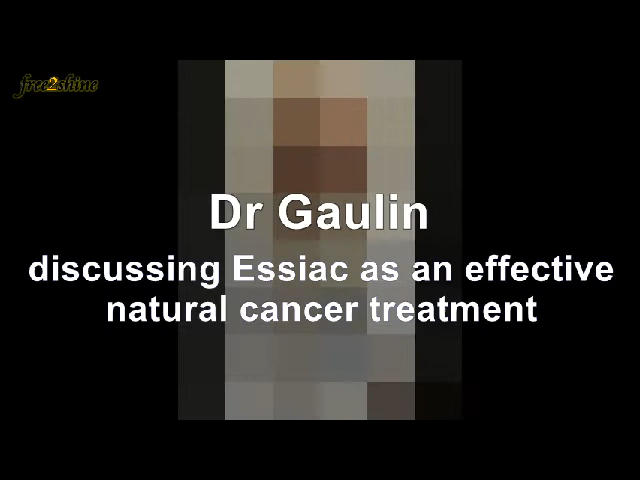 free2shine
Dr Gaulin
discussing Essiac as an effective
natural cancer treatment